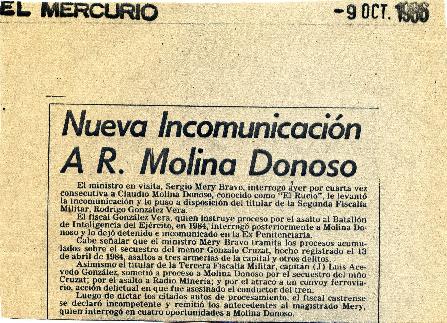 EL MERCURIO
-9 OCT. 1986
Nueva Incomunicación
A R. Molina Donoso
El ministro en visita, Sergio Mery Bravo, interrogó ayer por cuarta vez
consecutiva a Claudio Molina Donoso, conocido como "El Rucio", le levantó
la incomunicación y lo puso a disposición del titular de la Segunda Fiscalía
Militar, Rodrigo González Vera.
El fiscal González Vera, quien instruye proceso por el asalto al Batallón
de Inteligencia del Ejército, en 1984, interrogó posteriormente a Molina Donoso
y lo dejó detenido e incomunicado en la Ex Penitenciaría.
Cabe señalar que el ministro Mery Bravo tramita los procesos acumu-
lados sobre el secuestro del menor Gonzalo Cruzat, hecho registrado el 13
de abril de 1984, asaltos a tres armerías de la capital y otros delitos.
Asimismo el titular de la Tercera Fiscalía Militar, capitán (J) Luis Ace-
vedo González, sometió a proceso a Molina Donoso por el secuestro del niño
Cruzat; por el asalto a Radio Minería; y por el atraco a un convoy ferrovia-
rio, acción delictual en que fue asesinado el conductor del tren.
Luego de dictar los citados autos de procesamiento, el fiscal castrense
se declaró incompetente y remitió los antecedentes al magistrado Mery,
quien interrogó en cuatro oportunidades a Molina Donoso.